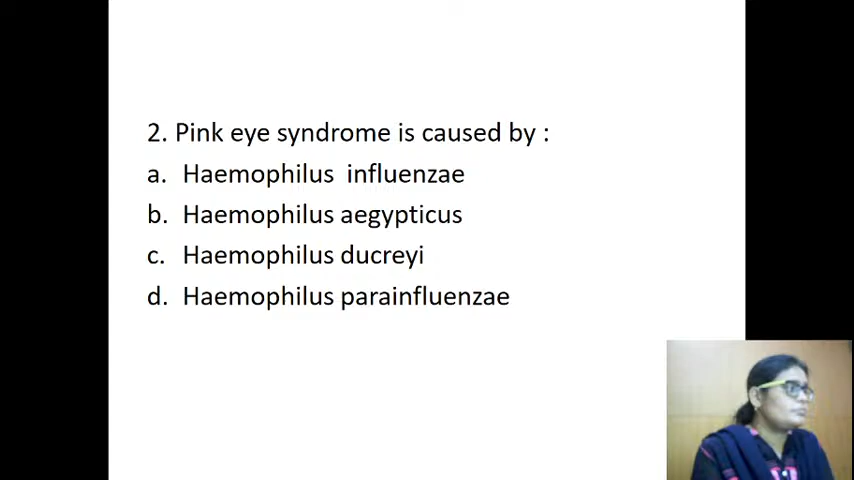 2. Pink eye syndrome is caused by :
a. Haemophilus influenzae
b. Haemophilus aegypticus
c. Haemophilus ducreyi
d. Haemophilus parainfluenzae